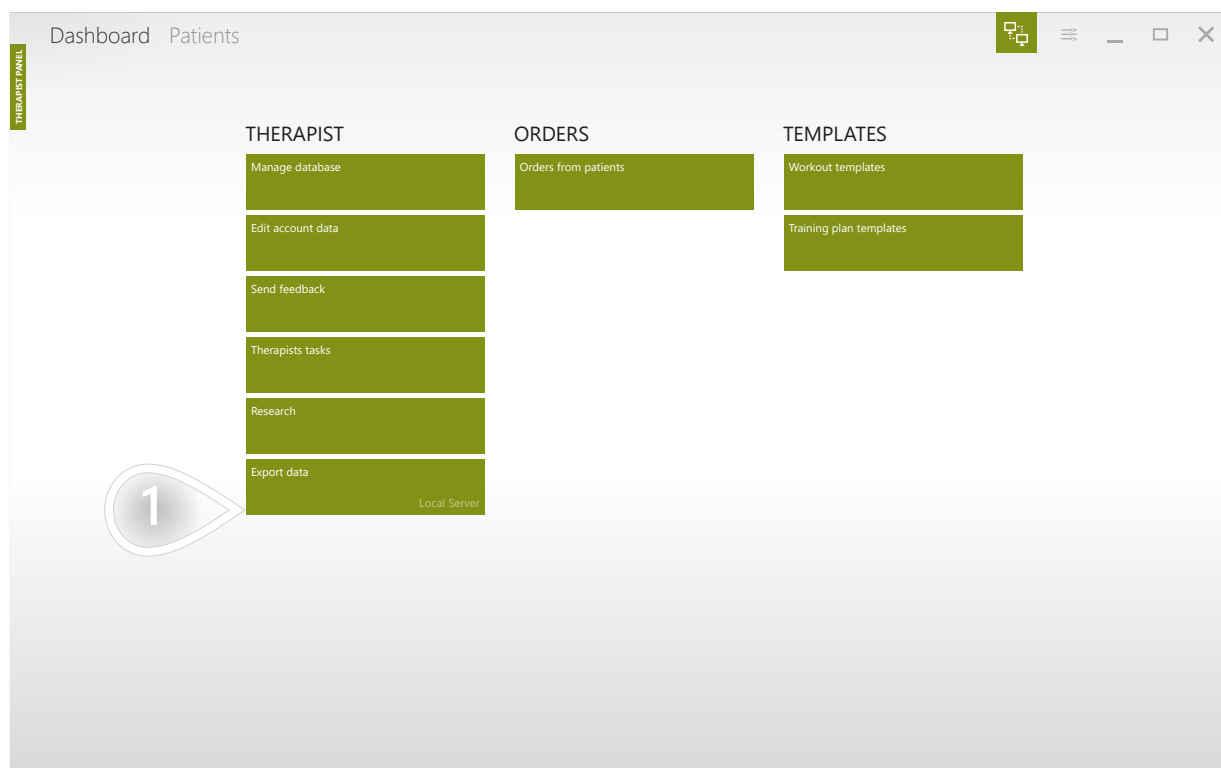 Dashboard Patients
THERAPIST PANEL
THERAPIST
Manage database
Edit account data
Send feedback
Therapists tasks
Research
Export data
Local Server
1
ORDERS
Orders from patients
TEMPLATES
Workout templates
Training plan templates